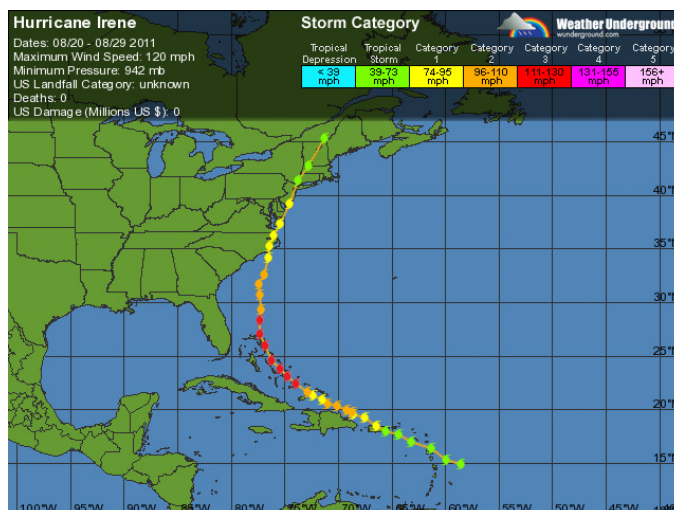 Hurricane Irene
Dates: 08/20 - 08/29 2011
Maximum Wind Speed: 120 mph
Minimum Pressure: 942 mb
US Landfall Category: unknown
Deaths: 0
US Damage (Millions US $): 0
Storm Category
Weather Underground
wunderground.com
Tropical Depression
< 39 mph
Tropical Storm
39-73 mph
Category 1
74-95 mph
Category 2
96-110 mph
Category 3
111-130 mph
Category 4
131-155 mph
Category 5
156+ mph
45°N
40°N
35°N
30°N
25°N
20°N
15°N
100°W
95°W
90°W
85°W
80°W
75°W
70°W
65°W
60°W
55°W
50°W
45°W